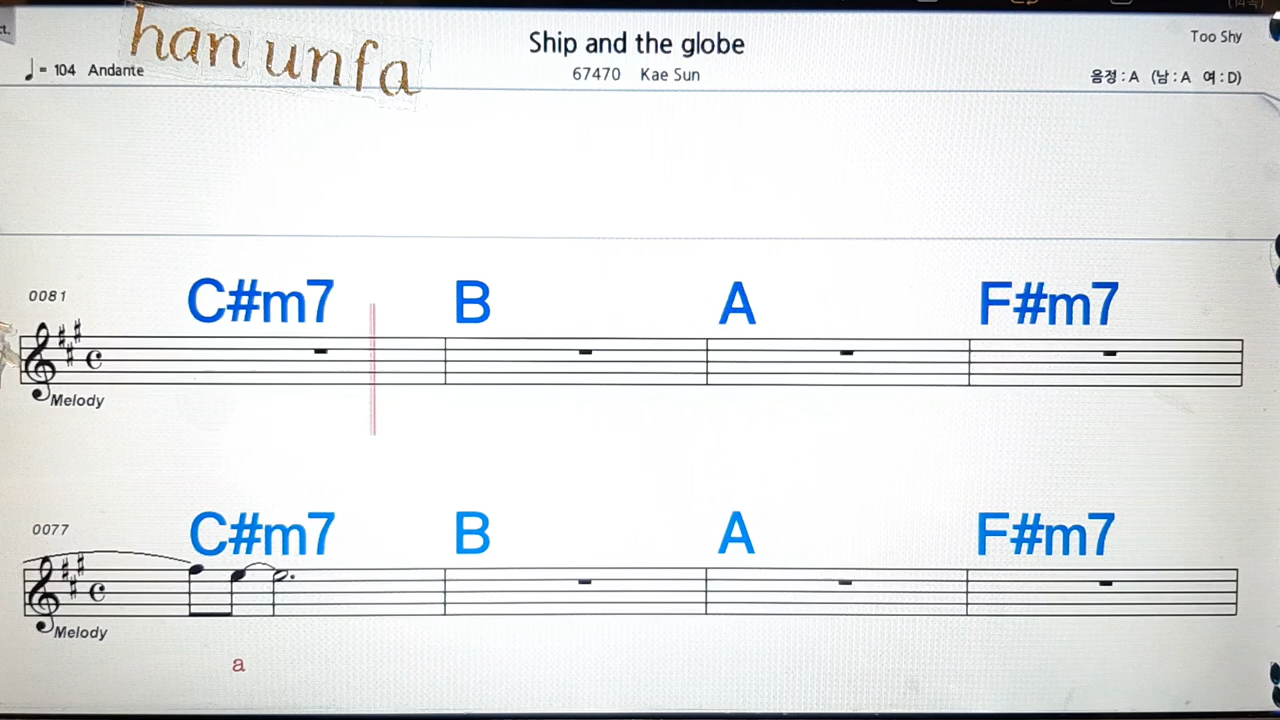 han unfa
Ship and the globe
Too Shy
♩= 104 Andante
67470 Kae Sun
음정 : A (남 : A 여 : D)
0081
C#m7 B A F#m7
Melody
0077
C#m7 B A F#m7
Melody
a